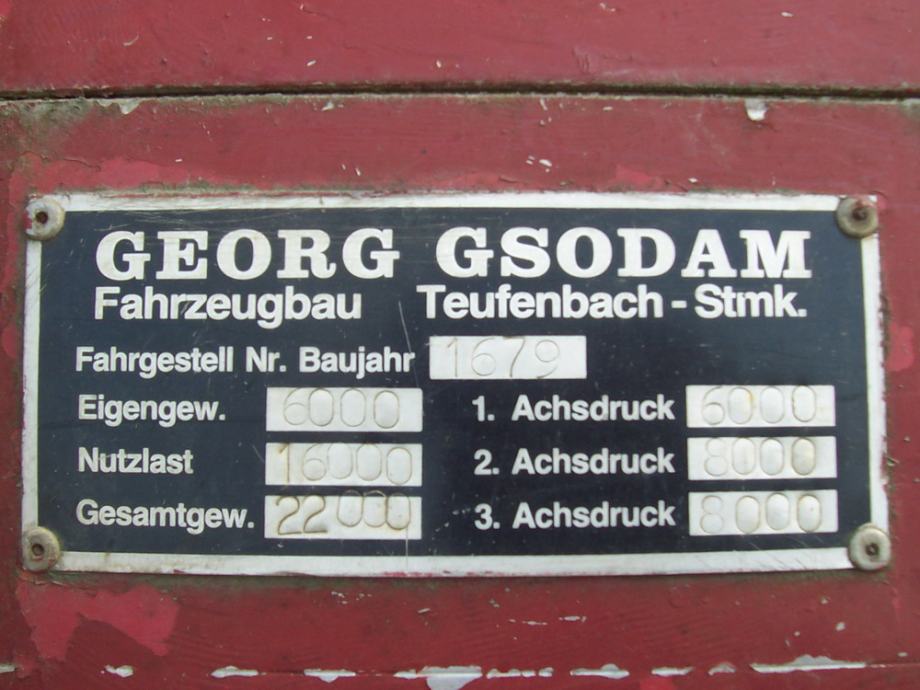 GEORG GSODAM
Fahrzeugbau Teufenbach - Stmk.
Fahrgestell Nr. Baujahr 1679
Eigengew. 6000 1. Achsdruck 6000
Nutzlast 16000 2. Achsdruck 8000
Gesamtgew. 22000 3. Achsdruck 8000